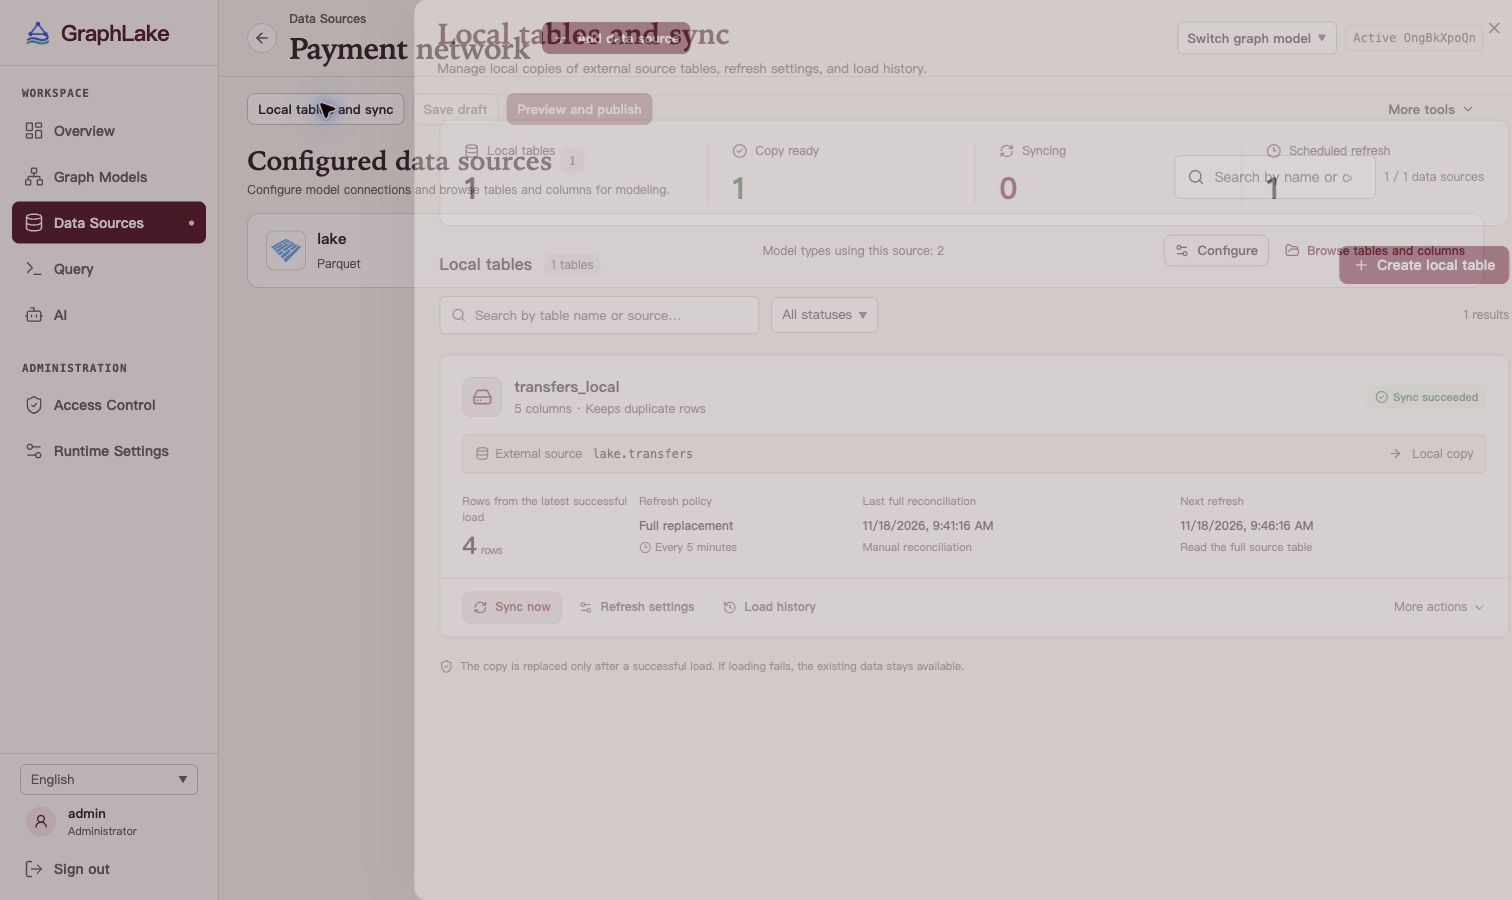 GraphLake
WORKSPACE
Overview
Graph Models
Data Sources
Query
AI
ADMINISTRATION
Access Control
Runtime Settings
English
admin
Administrator
Sign out
Data Sources
Payment network
Add data source
Switch graph model
Active OngBkXpoQn
Local tables and sync
Save draft
Preview and publish
More tools
Configured data sources 1
Configure model connections and browse tables and columns for modeling.
Search by name or c
1 / 1 data sources
lake
Parquet
Model types using this source: 2
Configure
Browse tables and columns
Local tables and sync
Manage local copies of external source tables, refresh settings, and load history.
Local tables
1
Copy ready
1
Syncing
0
Scheduled refresh
1
Local tables 1 tables
Create local table
Search by table name or source...
All statuses
1 results
transfers_local
5 columns · Keeps duplicate rows
Sync succeeded
External source lake.transfers
Local copy
Rows from the latest successful
load
4 rows
Refresh policy
Full replacement
Every 5 minutes
Last full reconciliation
11/18/2026, 9:41:16 AM
Manual reconciliation
Next refresh
11/18/2026, 9:46:16 AM
Read the full source table
Sync now
Refresh settings
Load history
More actions
The copy is replaced only after a successful load. If loading fails, the existing data stays available.